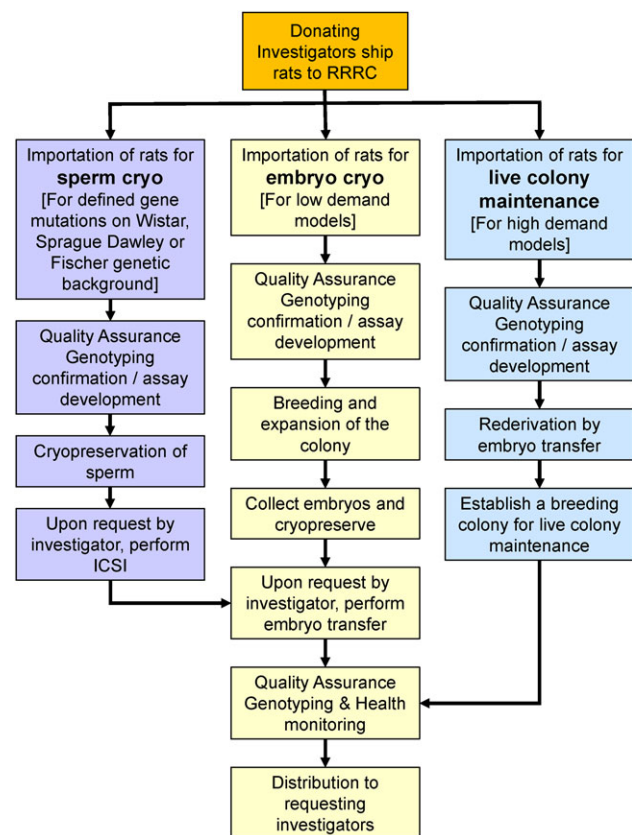 Donating
Investigators ship
rats to RRRC
Importation of rats for
sperm cryo
[For defined gene
mutations on Wistar,
Sprague Dawley or
Fischer genetic
background]
Quality Assurance
Genotyping
confirmation / assay
development
Cryopreservation of
sperm
Upon request by
investigator, perform
ICSI
Importation of rats for
embryo cryo
[For low demand
models]
Quality Assurance
Genotyping
confirmation / assay
development
Breeding and
expansion of the
colony
Collect embryos and
cryopreserve
Upon request by
investigator, perform
embryo transfer
Quality Assurance
Genotyping & Health
monitoring
Distribution to
requesting
investigators
Importation of rats for
live colony
maintenance
[For high demand
models]
Quality Assurance
Genotyping
confirmation / assay
development
Rederivation by
embryo transfer
Establish a breeding
colony for live colony
maintenance